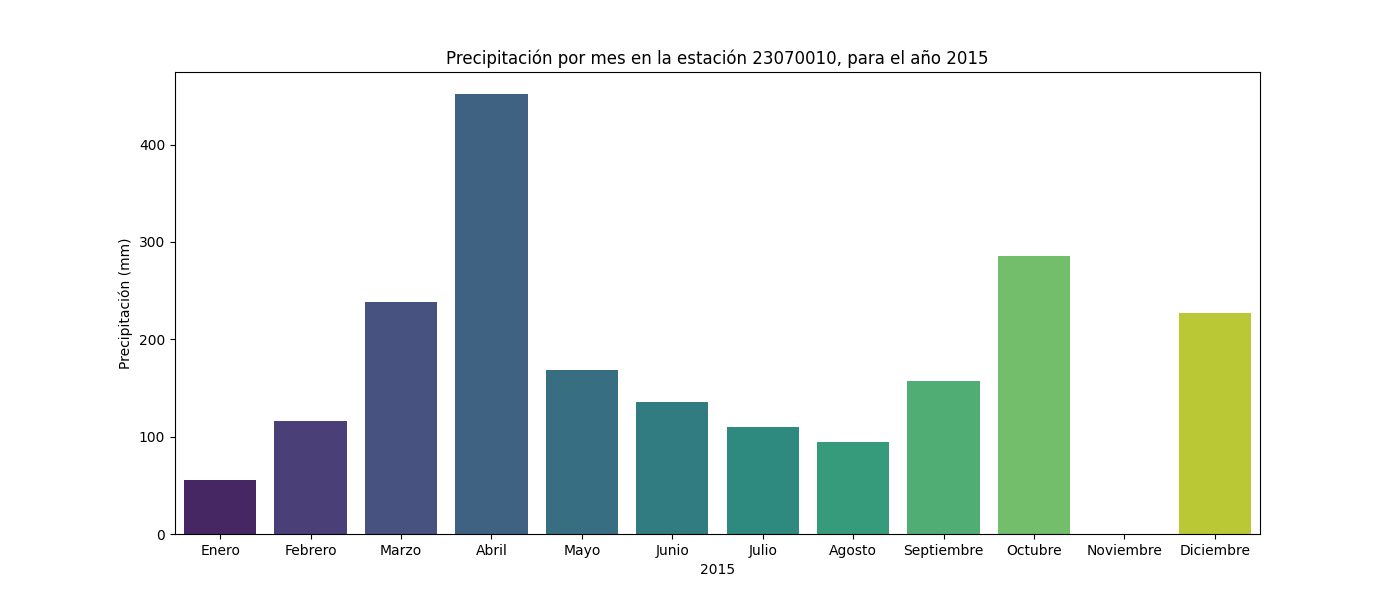 Precipitación por mes en la estación 23070010, para el año 2015
Precipitación (mm)
400
300
200
100
0
Enero Febrero Marzo Abril Mayo Junio Julio Agosto Septiembre Octubre Noviembre Diciembre
2015